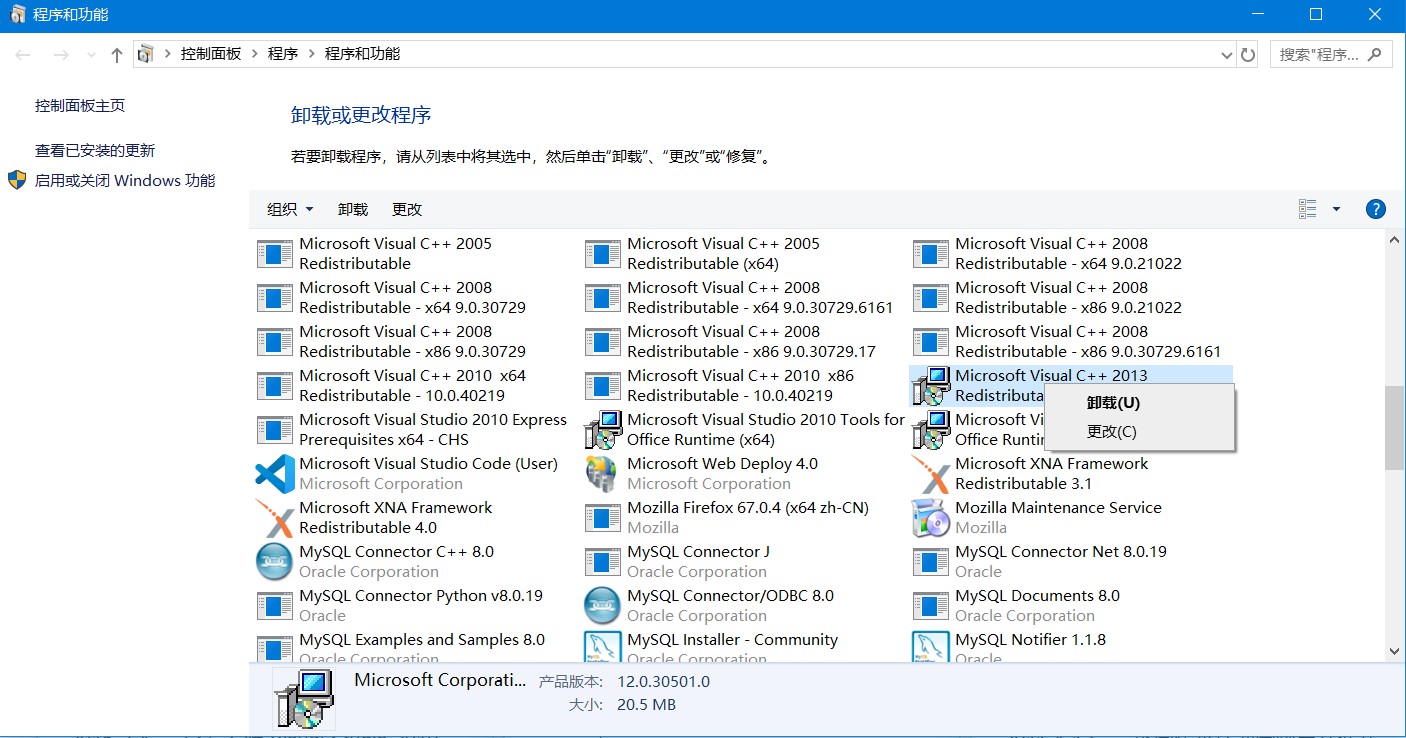 程序和功能
控制面板 程序 程序和功能
搜索"程序...
控制面板主页
查看已安装的更新
启用或关闭 Windows 功能
卸载或更改程序
若要卸载程序，请从列表中将其选中，然后单击“卸载”、“更改”或“修复”。
组织 卸载 更改
Microsoft Visual C++ 2005
Redistributable
Microsoft Visual C++ 2005
Redistributable (x64)
Microsoft Visual C++ 2008
Redistributable - x64 9.0.21022
Microsoft Visual C++ 2008
Redistributable - x64 9.0.30729
Microsoft Visual C++ 2008
Redistributable - x64 9.0.30729.6161
Microsoft Visual C++ 2008
Redistributable - x86 9.0.21022
Microsoft Visual C++ 2008
Redistributable - x86 9.0.30729
Microsoft Visual C++ 2008
Redistributable - x86 9.0.30729.17
Microsoft Visual C++ 2008
Redistributable - x86 9.0.30729.6161
Microsoft Visual C++ 2010 x64
Redistributable - 10.0.40219
Microsoft Visual C++ 2010 x86
Redistributable - 10.0.40219
Microsoft Visual C++ 2013
Redistributa
卸载(U)
更改(C)
Microsoft Visual Studio 2010 Express
Prerequisites x64 - CHS
Microsoft Visual Studio 2010 Tools for
Office Runtime (x64)
Microsoft Vi
Office Runtin
Microsoft Visual Studio Code (User)
Microsoft Corporation
Microsoft Web Deploy 4.0
Microsoft Corporation
Microsoft XNA Framework
Redistributable 3.1
Microsoft XNA Framework
Redistributable 4.0
Mozilla Firefox 67.0.4 (x64 zh-CN)
Mozilla
Mozilla Maintenance Service
Mozilla
MySQL Connector C++ 8.0
Oracle Corporation
MySQL Connector J
Oracle Corporation
MySQL Connector Net 8.0.19
Oracle
MySQL Connector Python v8.0.19
Oracle
MySQL Connector/ODBC 8.0
Oracle Corporation
MySQL Documents 8.0
Oracle Corporation
MySQL Examples and Samples 8.0
Oracle Corporation
MySQL Installer - Community
Oracle Corporation
MySQL Notifier 1.1.8
Oracle
Microsoft Corporati... 产品版本: 12.0.30501.0
大小: 20.5 MB